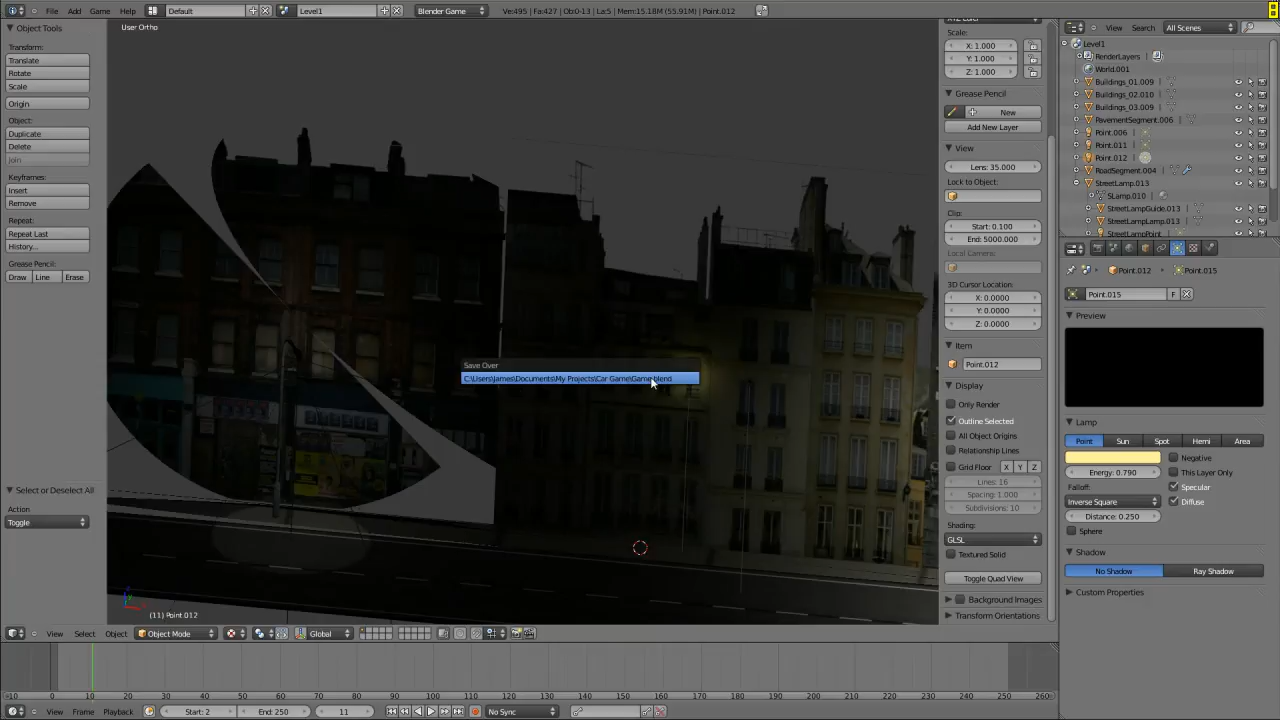 File Add Game Help Default Level1 Blender Game Ve:495 | Fa:427 | Ob:0-13 | La:5 | Mem:15.18M (55.91M) | Point.012
Object Tools
Transform:
Translate
Rotate
Scale
Origin
Object:
Duplicate
Delete
Join
Keyframes:
Insert
Remove
Repeat:
Repeat Last
History...
Grease Pencil:
Draw Line Erase
Select or Deselect All
Action
Toggle
User Ortho
Save Over
C:\Users\James\Documents\My Projects\Car Game\Game.blend
(11) Point.012
Scale:
X: 1.000
Y: 1.000
Z: 1.000
Grease Pencil
New
Add New Layer
View
Lens: 35.000
Lock to Object:
Clip:
Start: 0.100
End: 5000.000
Local Camera:
3D Cursor Location:
X: 0.0000
Y: 0.0000
Z: 0.0000
Item
Point.012
Display
Only Render
Outline Selected
All Object Origins
Relationship Lines
Grid Floor X Y Z
Lines: 16
Spacing: 1.000
Subdivisions: 10
Shading:
GLSL
Textured Solid
Toggle Quad View
Background Images
Transform Orientations
View Search All Scenes
Level1
RenderLayers
World.001
Buildings_01.009
Buildings_02.010
Buildings_03.009
PavementSegment.006
Point.006
Point.011
Point.012
RoadSegment.004
StreetLamp.013
SLamp.010
StreetLampGuide.013
StreetLampLamp.013
StreetLampPoint
Point.012 Point.015
Point.015 F
Preview
Lamp
Point Sun Spot Hemi Area
Negative
Energy: 0.790 This Layer Only
Falloff: Specular
Inverse Square Diffuse
Distance: 0.250
Sphere
Shadow
No Shadow Ray Shadow
Custom Properties
View Select Object Object Mode Global
-10 0 10 20 30 40 50 60 70 80 90 100 110 120 130 140 150 160 170 180 190 200 210 220 230 240 250 260
View Frame Playback Start: 2 End: 250 11 No Sync